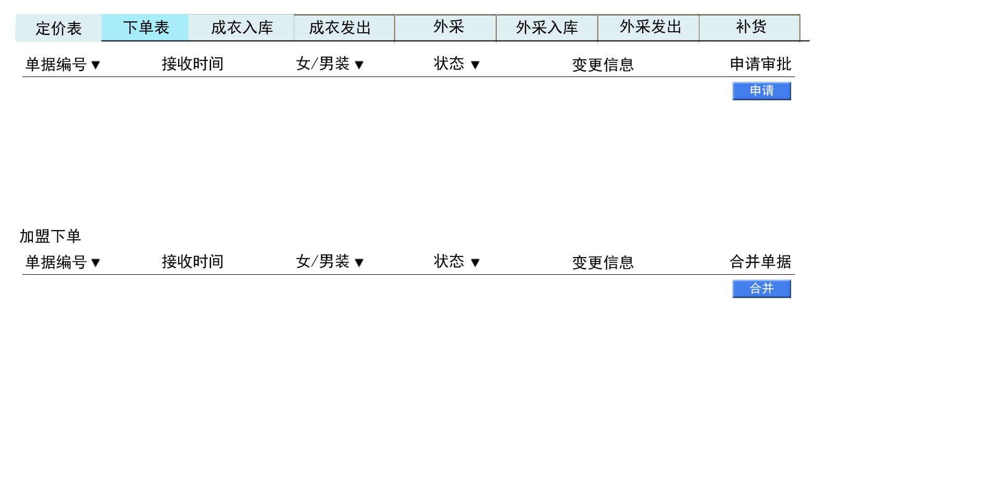 定价表 下单表 成衣入库 成衣发出 外采 外采入库 外采发出 补货
单据编号▼ 接收时间 女/男装▼ 状态▼ 变更信息 申请审批
申请
加盟下单
单据编号▼ 接收时间 女/男装▼ 状态▼ 变更信息 合并单据
合并